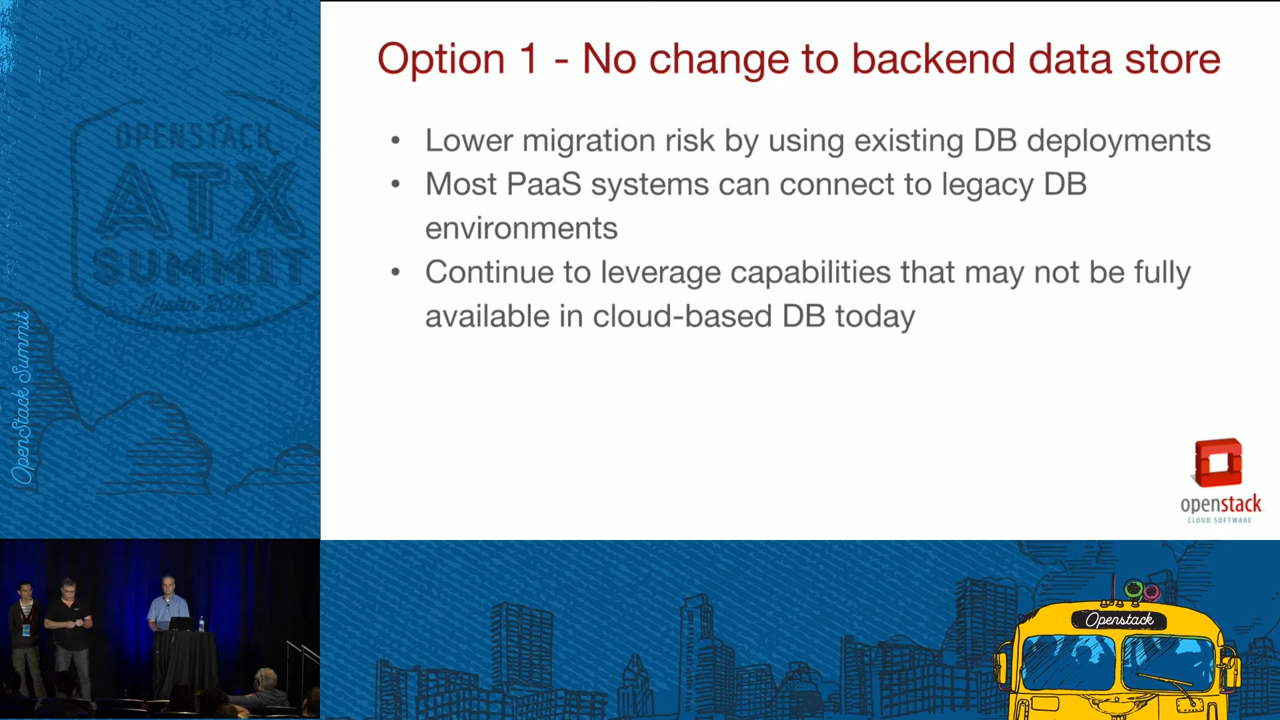 Option 1 - No change to backend data store
• Lower migration risk by using existing DB deployments
• Most PaaS systems can connect to legacy DB
environments
• Continue to leverage capabilities that may not be fully
available in cloud-based DB today
openstack
CLOUD SOFTWARE
OPENSTACK
ATX
SUMMIT
Austin 2016
OpenStack Summit
Openstack